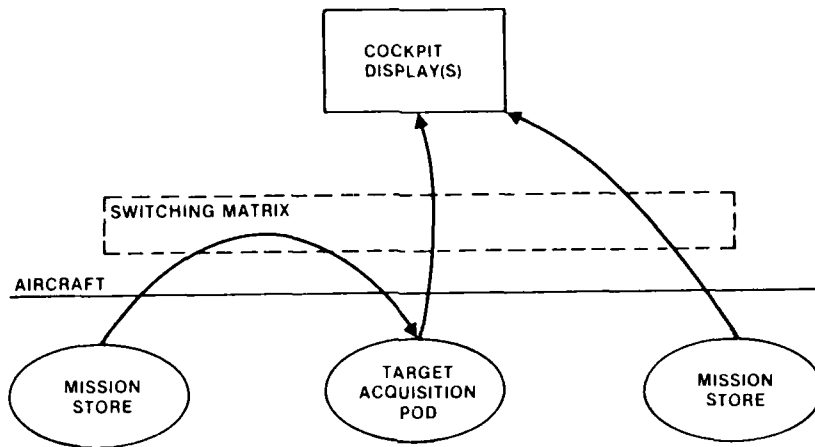 COCKPIT
DISPLAY(S)
SWITCHING MATRIX
AIRCRAFT
MISSION
STORE
TARGET
ACQUISITION
POD
MISSION
STORE